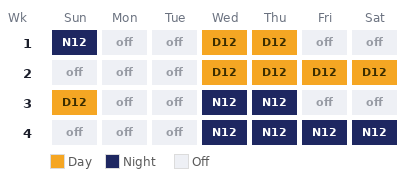 Wk Sun Mon Tue Wed Thu Fri Sat
1 N12 off off D12 D12 off off
2 off off off D12 D12 D12 D12
3 D12 off off N12 N12 off off
4 off off off N12 N12 N12 N12
Day Night Off